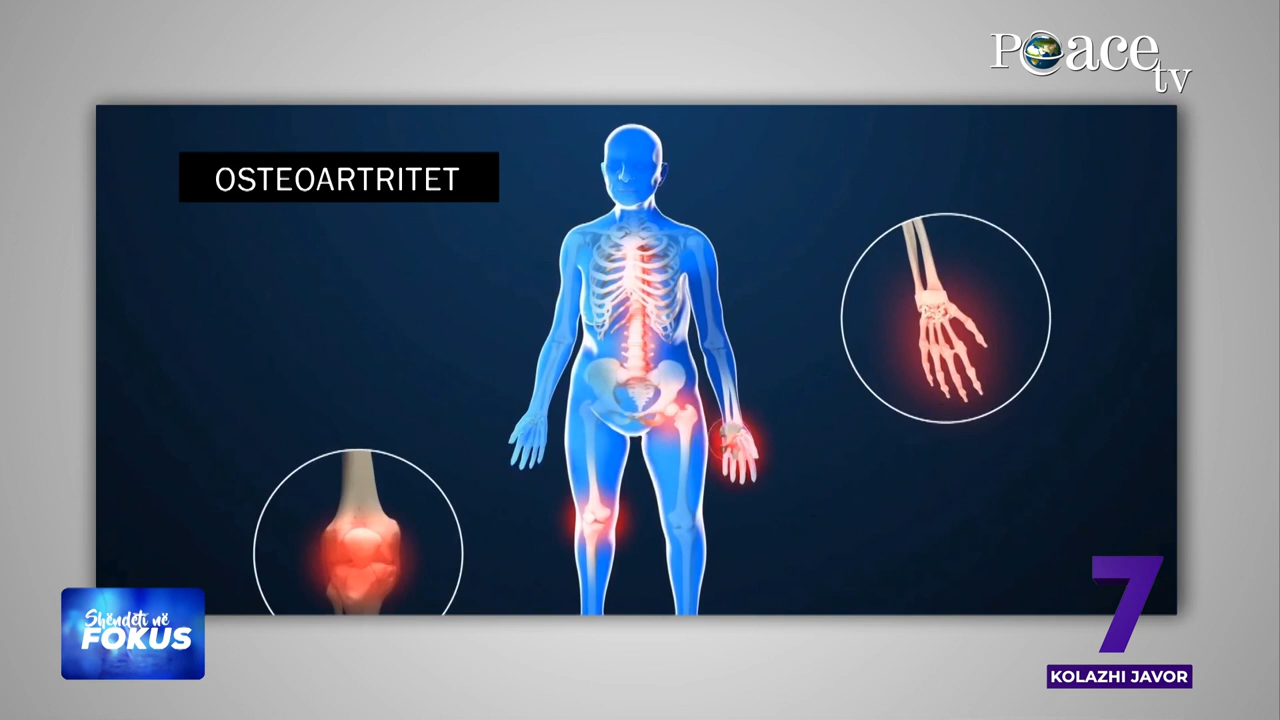 Peace
tv
OSTEOARTRITET
Shëndeti në
FOKUS
7
KOLAZHI JAVOR